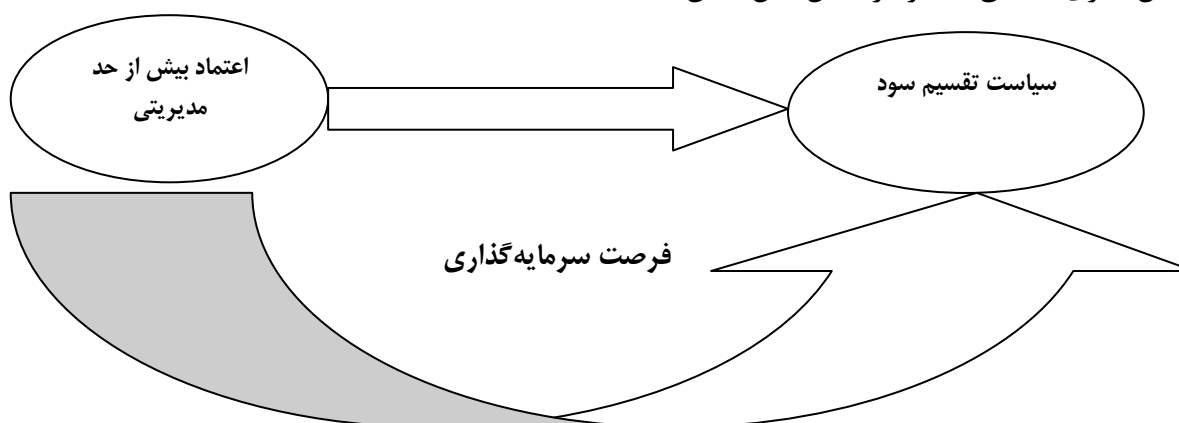 اعتماد بیش از حد
مدیریتی
سیاست تقسیم سود
فرصت سرمایه‌گذاری